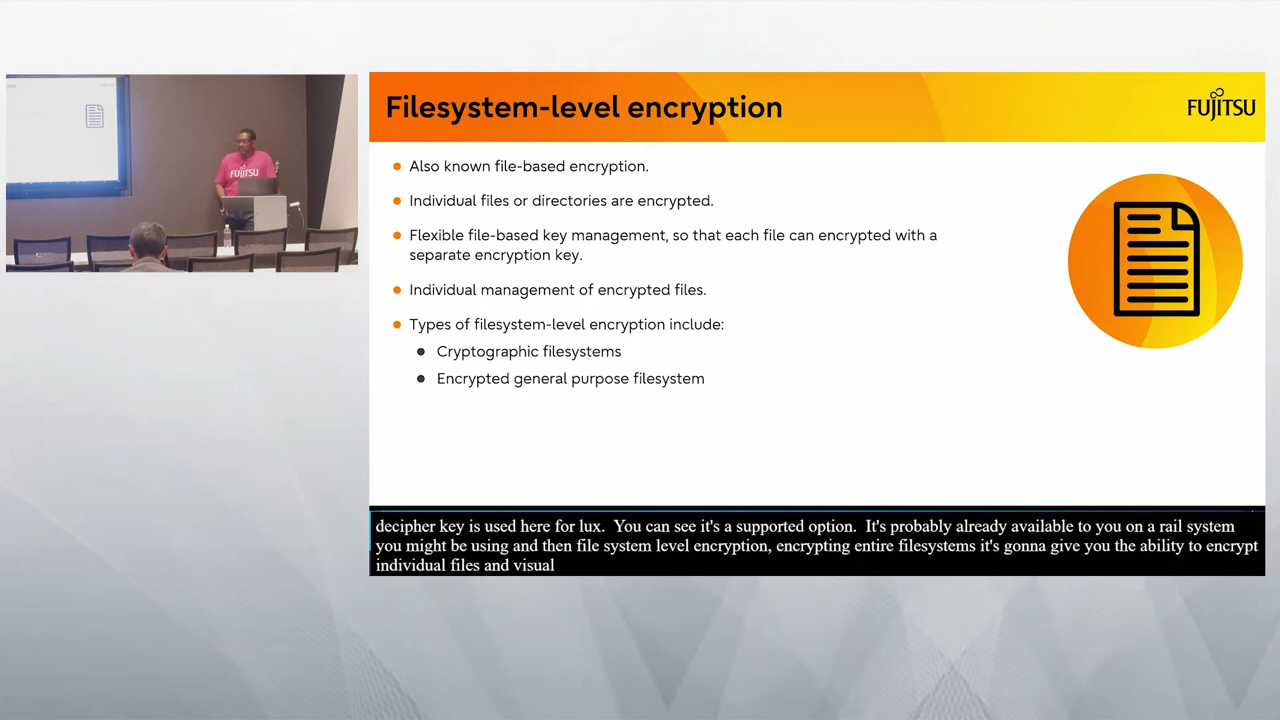 Filesystem-level encryption
FUJITSU
Also known file-based encryption.
Individual files or directories are encrypted.
Flexible file-based key management, so that each file can encrypted with a
separate encryption key.
Individual management of encrypted files.
Types of filesystem-level encryption include:
Cryptographic filesystems
Encrypted general purpose filesystem
FUJITSU
decipher key is used here for lux.  You can see it's a supported option.  It's probably already available to you on a rail system
you might be using and then file system level encryption, encrypting entire filesystems it's gonna give you the ability to encrypt
individual files and visual